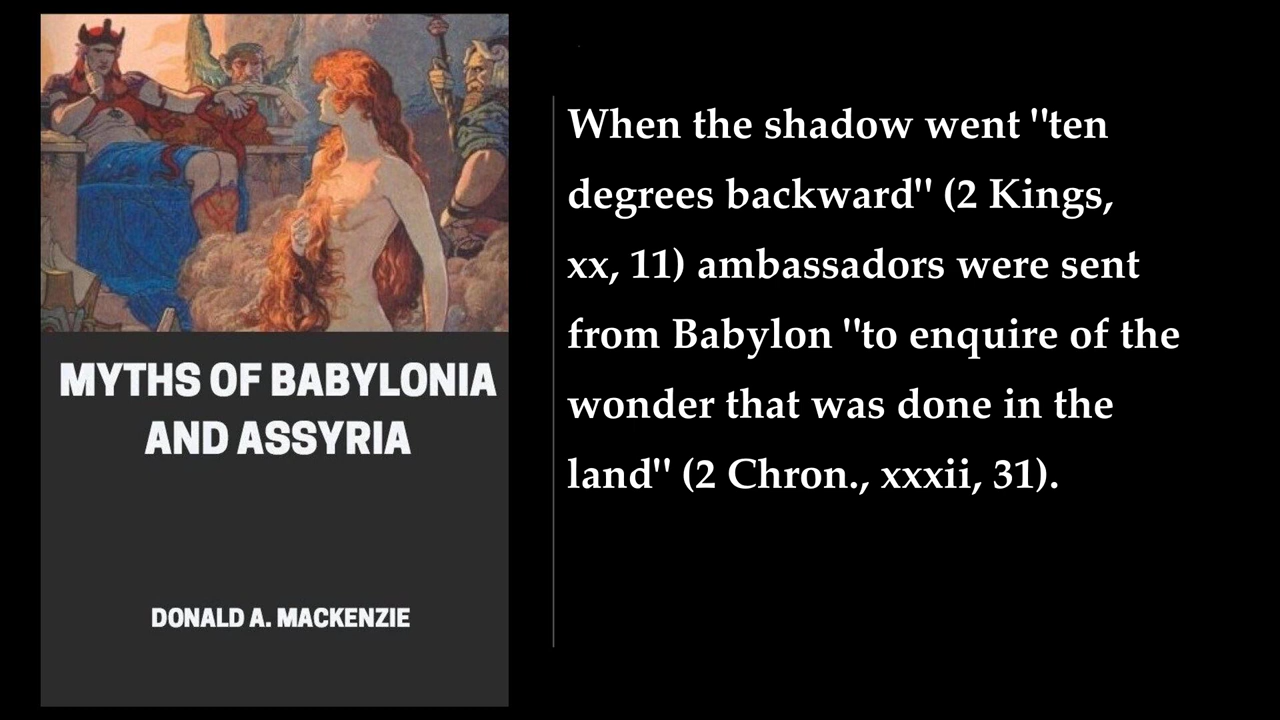 MYTHS OF BABYLONIA
AND ASSYRIA
DONALD A. MACKENZIE
When the shadow went "ten
degrees backward" (2 Kings,
xx, 11) ambassadors were sent
from Babylon "to enquire of the
wonder that was done in the
land" (2 Chron., xxxii, 31).